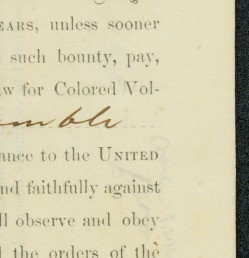 EARS, unless sooner
such bounty, pay,
w for Colored Vol-
mble
ance to the UNITED
nd faithfully against
ll observe and obey
the orders of the